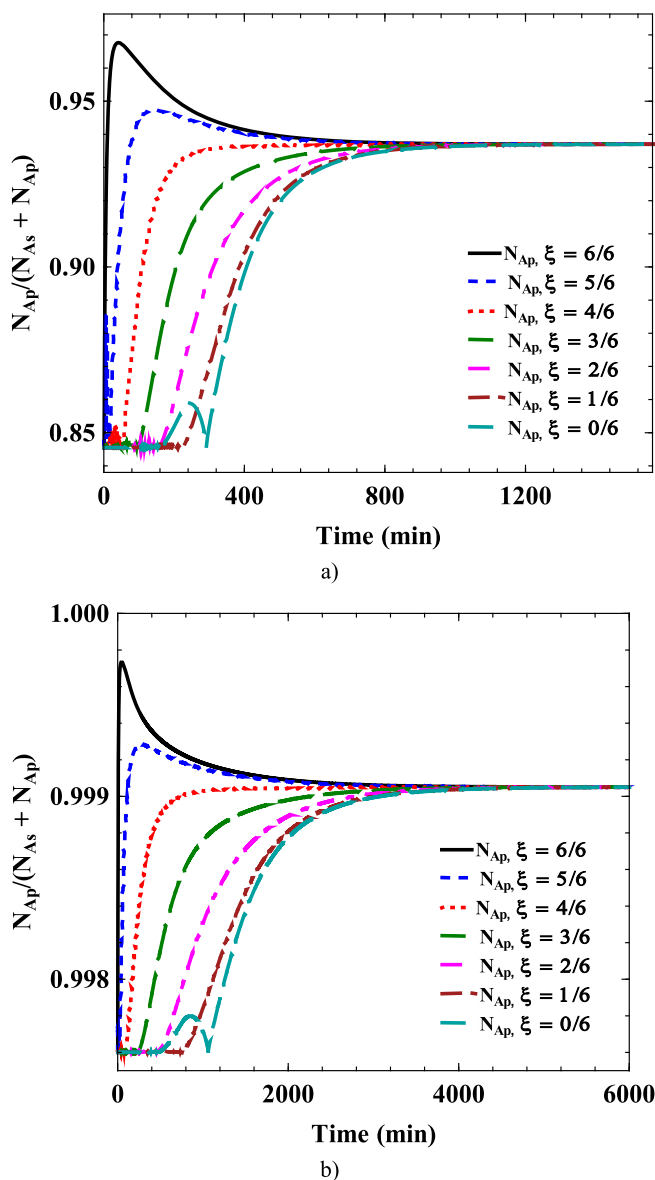 0.95
0.90
0.85
N_Ap/(N_As + N_Ap)
N_Ap, ξ = 6/6
N_Ap, ξ = 5/6
N_Ap, ξ = 4/6
N_Ap, ξ = 3/6
N_Ap, ξ = 2/6
N_Ap, ξ = 1/6
N_Ap, ξ = 0/6
0 400 800 1200
Time (min)
a)
1.000
0.999
0.998
N_Ap/(N_As + N_Ap)
N_Ap, ξ = 6/6
N_Ap, ξ = 5/6
N_Ap, ξ = 4/6
N_Ap, ξ = 3/6
N_Ap, ξ = 2/6
N_Ap, ξ = 1/6
N_Ap, ξ = 0/6
0 2000 4000 6000
Time (min)
b)